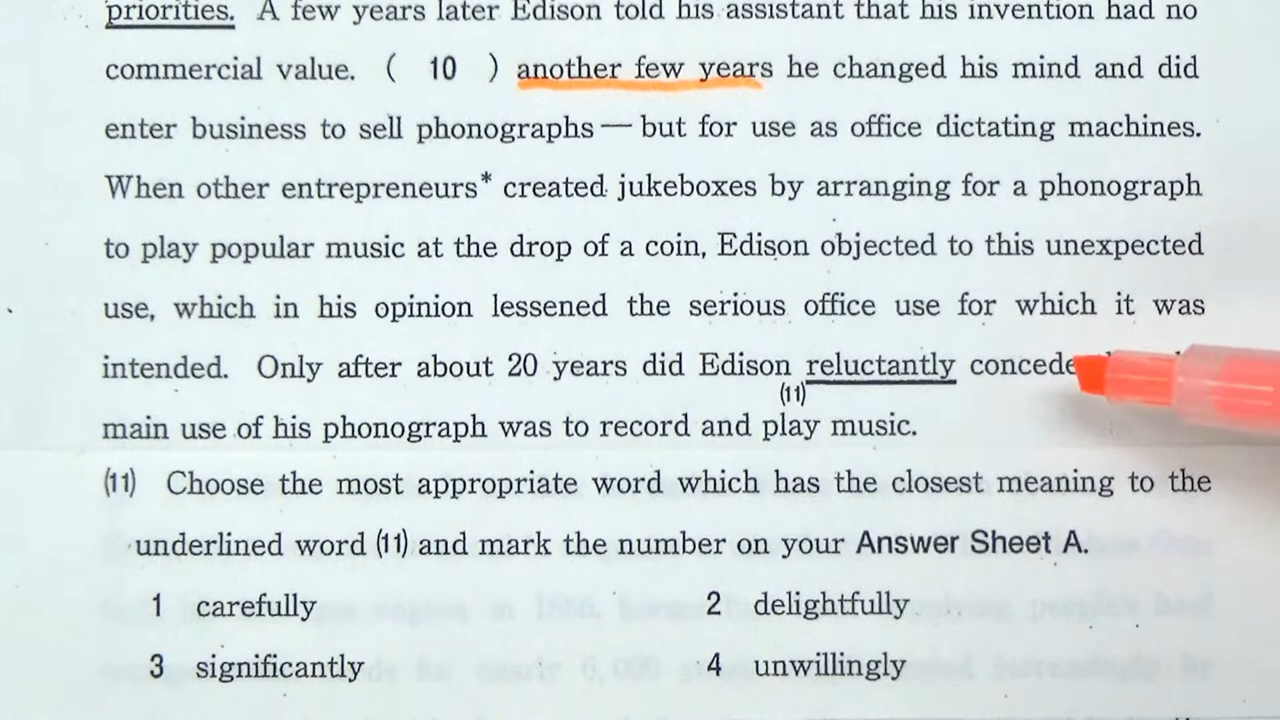 priorities. A few years later Edison told his assistant that his invention had no
commercial value. ( 10 ) another few years he changed his mind and did
enter business to sell phonographs — but for use as office dictating machines.
When other entrepreneurs* created jukeboxes by arranging for a phonograph
to play popular music at the drop of a coin, Edison objected to this unexpected
use, which in his opinion lessened the serious office use for which it was
intended. Only after about 20 years did Edison reluctantly concede
(11)
main use of his phonograph was to record and play music.
(11) Choose the most appropriate word which has the closest meaning to the
underlined word (11) and mark the number on your Answer Sheet A.
1 carefully 2 delightfully
3 significantly 4 unwillingly